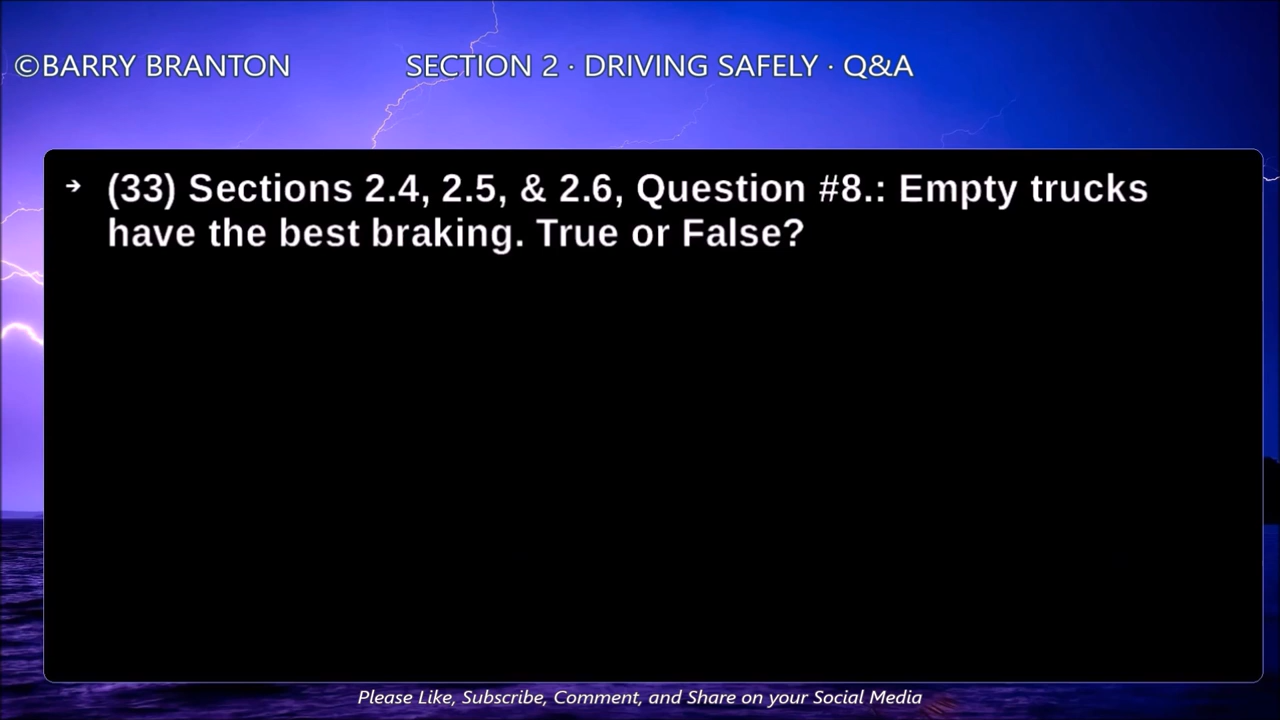 ©BARRY BRANTON
SECTION 2 · DRIVING SAFELY · Q&A
➔ (33) Sections 2.4, 2.5, & 2.6, Question #8.: Empty trucks
have the best braking. True or False?
Please Like, Subscribe, Comment, and Share on your Social Media